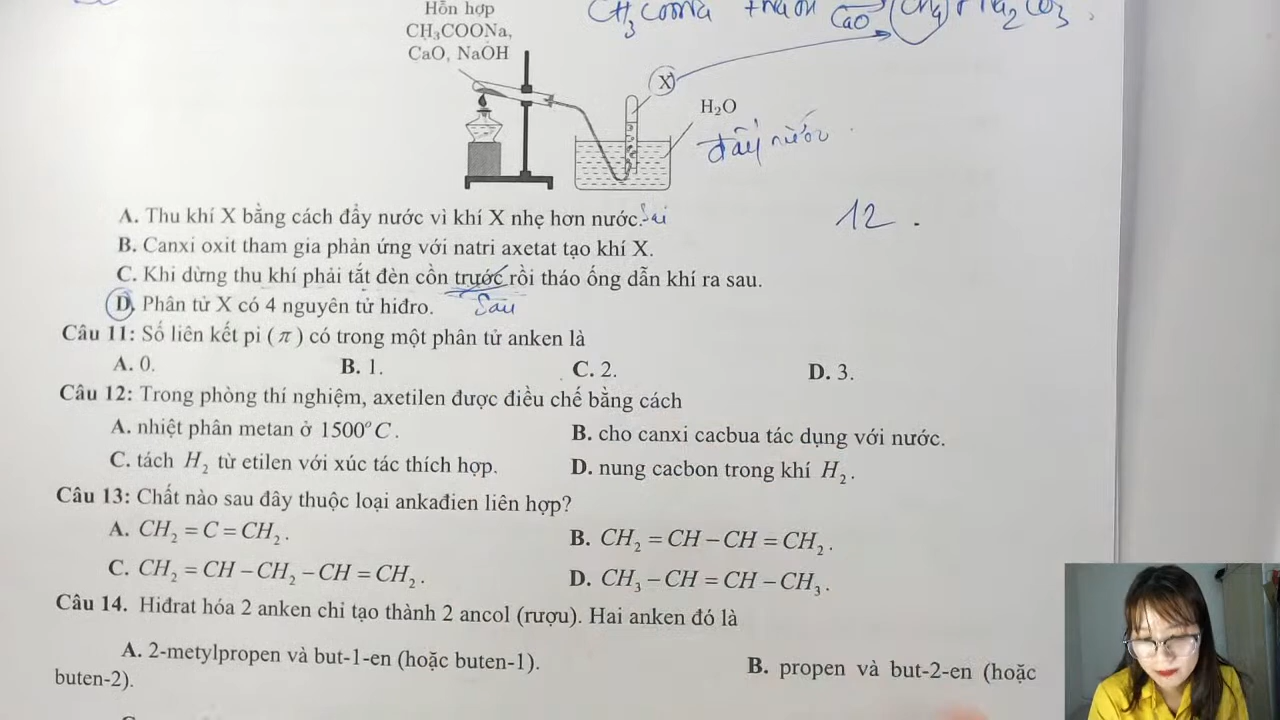 Hỗn hợp
CH₃COONa,
CaO, NaOH
CH₃COONa + NaOH CaO CH₄ + Na₂CO₃
X
H₂O
đẩy nước
A. Thu khí X bằng cách đẩy nước vì khí X nhẹ hơn nước. Sai
12.
B. Canxi oxit tham gia phản ứng với natri axetat tạo khí X.
C. Khi dừng thu khí phải tắt đèn cồn trước rồi tháo ống dẫn khí ra sau.
D. Phân tử X có 4 nguyên tử hiđro.
Sau
Câu 11: Số liên kết pi (π) có trong một phân tử anken là
A. 0. B. 1. C. 2. D. 3.
Câu 12: Trong phòng thí nghiệm, axetilen được điều chế bằng cách
A. nhiệt phân metan ở 1500°C. B. cho canxi cacbua tác dụng với nước.
C. tách H₂ từ etilen với xúc tác thích hợp. D. nung cacbon trong khí H₂.
Câu 13: Chất nào sau đây thuộc loại ankađien liên hợp?
A. CH₂ = C = CH₂. B. CH₂ = CH – CH = CH₂.
C. CH₂ = CH – CH₂ – CH = CH₂. D. CH₃ – CH = CH – CH₃.
Câu 14. Hiđrat hóa 2 anken chỉ tạo thành 2 ancol (rượu). Hai anken đó là
A. 2-metylpropen và but-1-en (hoặc buten-1). B. propen và but-2-en (hoặc
buten-2).